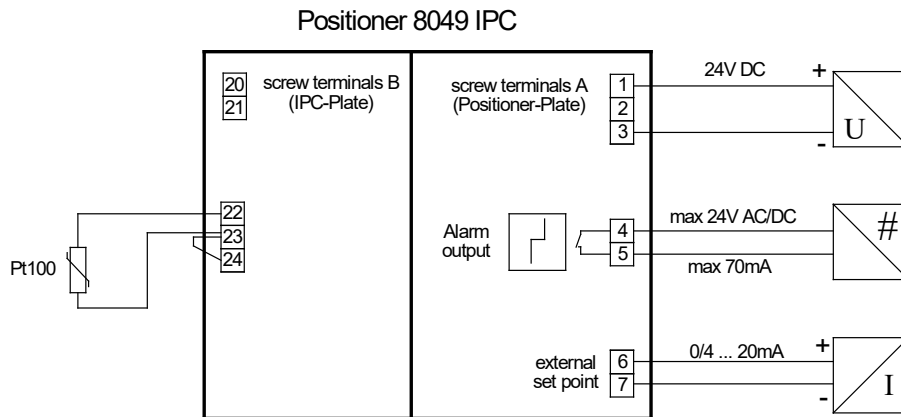 Positioner 8049 IPC
20
21
screw terminals B
(IPC-Plate)
screw terminals A
(Positioner-Plate)
1
2
3
24V DC
+
U
-
Pt100
22
23
24
Alarm
output
4
5
max 24V AC/DC
max 70mA
#
external
set point
6
7
0/4 ... 20mA
+
I
-